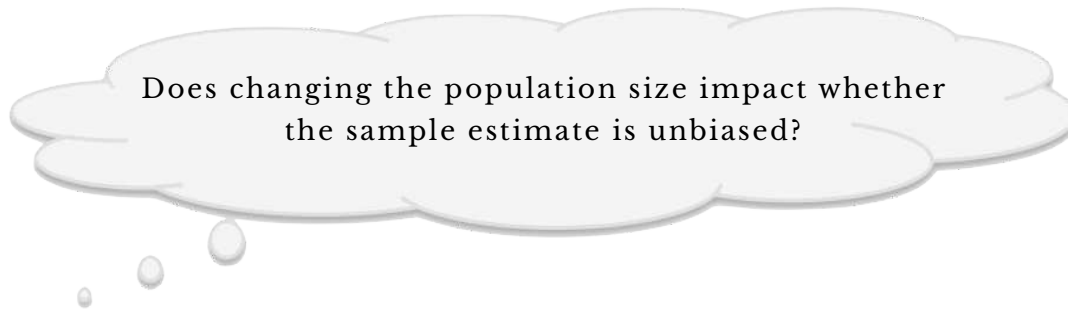 Does changing the population size impact whether
the sample estimate is unbiased?